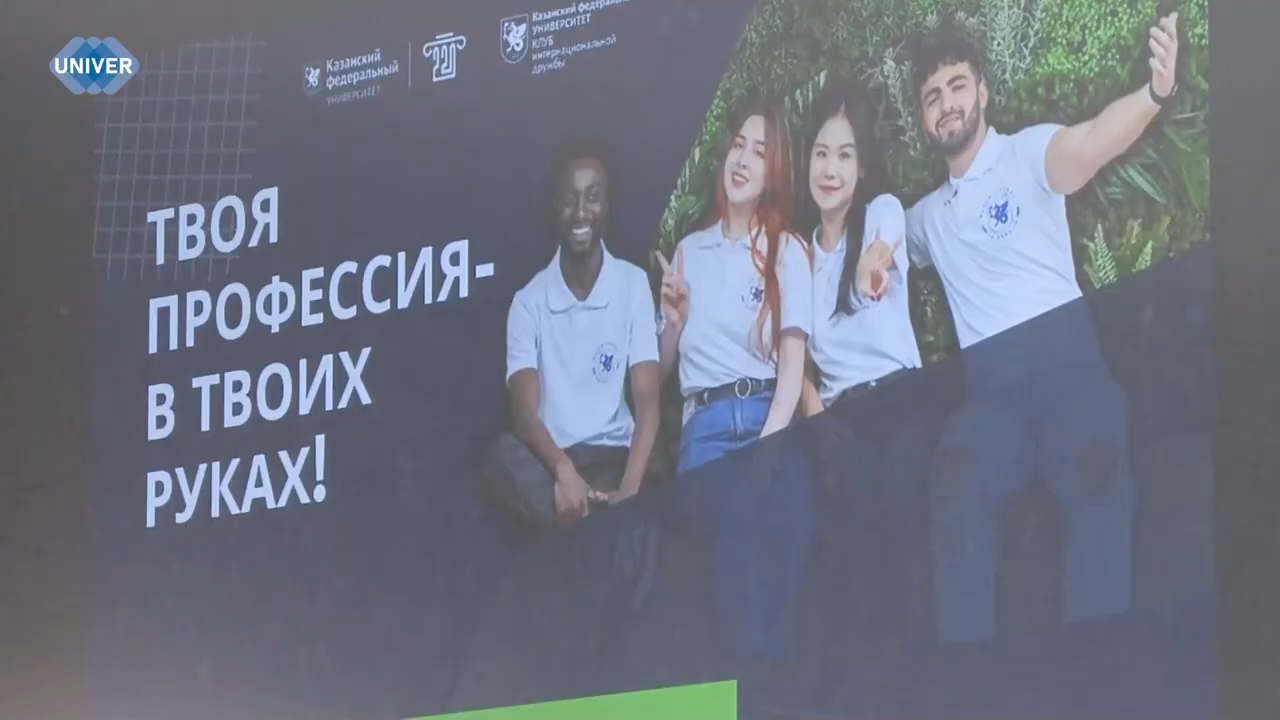 UNIVER
Казанский
федеральный
УНИВЕРСИТЕТ
Казанский федеральный
УНИВЕРСИТЕТ
КЛУБ
интернациональной
дружбы
ТВОЯ
ПРОФЕССИЯ-
В ТВОИХ
РУКАХ!